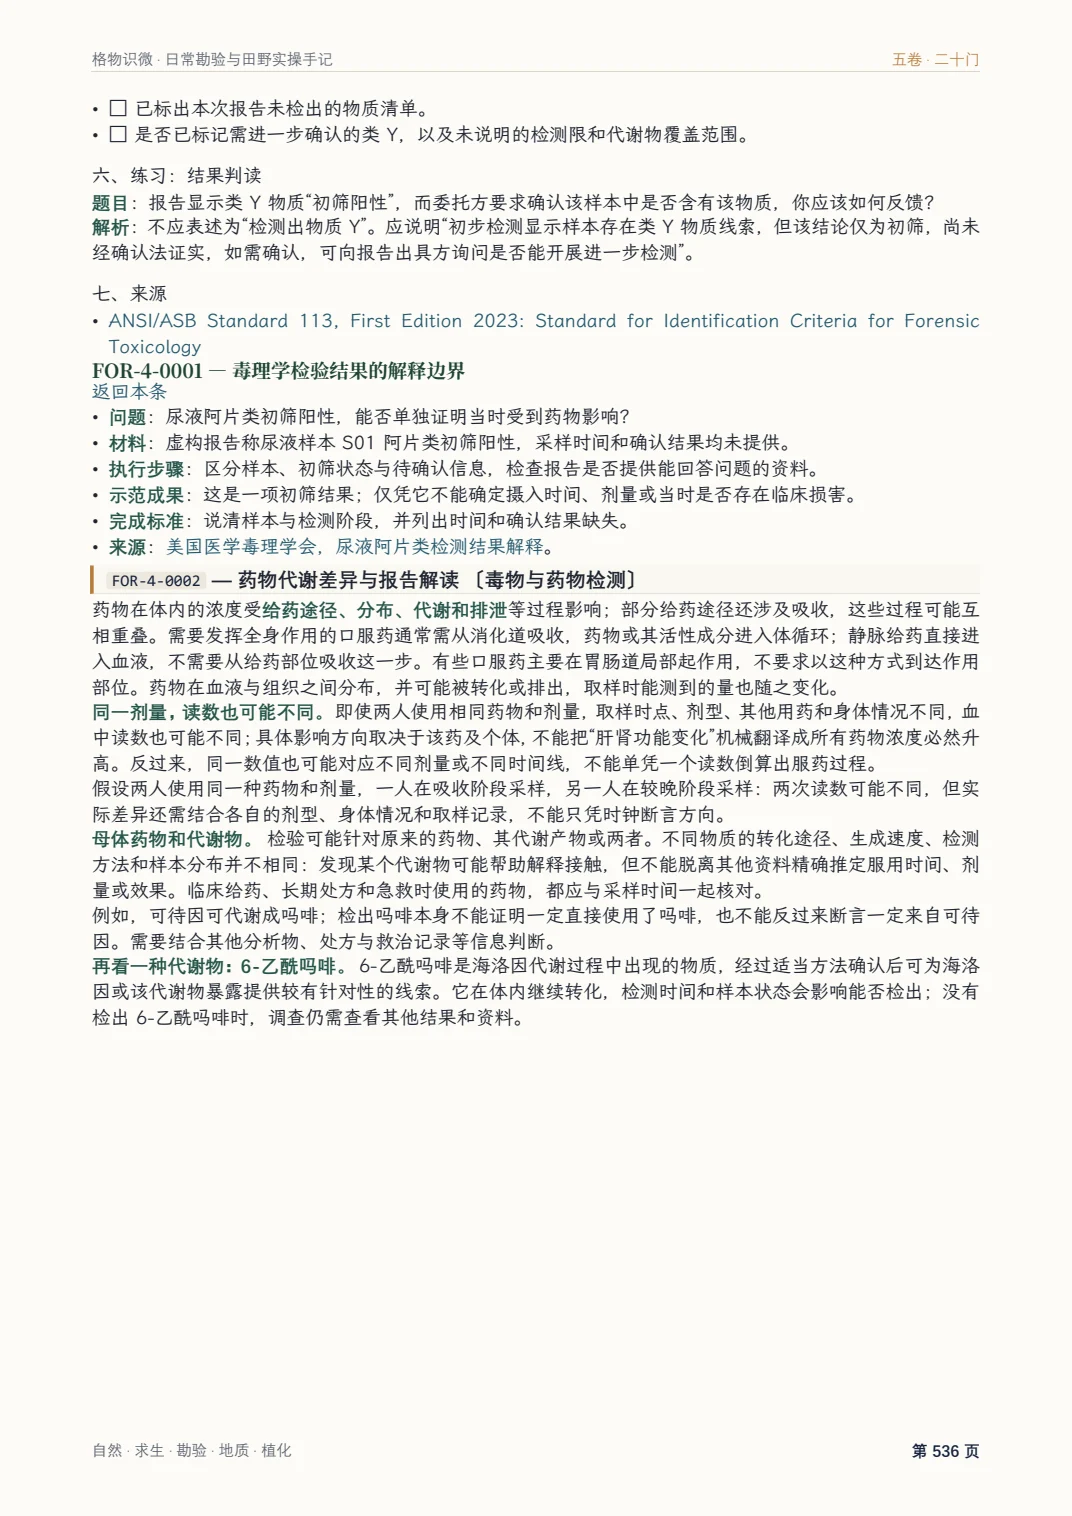 格物识微 · 日常勘验与田野实操手记
五卷 · 二十门
• □ 已标出本次报告未检出的物质清单。
• □ 是否已标记需进一步确认的类 Y，以及未说明的检测限和代谢物覆盖范围。
六、练习：结果判读
题目：报告显示类 Y 物质“初筛阳性”，而委托方要求确认该样本中是否含有该物质，你应该如何反馈？
解析：不应表述为“检测出物质 Y”。应说明“初步检测显示样本存在类 Y 物质线索，但该结论仅为初筛，尚未
经确认法证实，如需确认，可向报告出具方询问是否能开展进一步检测”。
七、来源
• ANSI/ASB Standard 113, First Edition 2023: Standard for Identification Criteria for Forensic
Toxicology
FOR-4-0001 — 毒理学检验结果的解释边界
返回本条
• 问题：尿液阿片类初筛阳性，能否单独证明当时受到药物影响？
• 材料：虚构报告称尿液样本 S01 阿片类初筛阳性，采样时间和确认结果均未提供。
• 执行步骤：区分样本、初筛状态与待确认信息，检查报告是否提供能回答问题的资料。
• 示范成果：这是一项初筛结果；仅凭它不能确定摄入时间、剂量或当时是否存在临床损害。
• 完成标准：说清样本与检测阶段，并列出时间和确认结果缺失。
• 来源：美国医学毒理学会，尿液阿片类检测结果解释。
FOR-4-0002 — 药物代谢差异与报告解读 〔毒物与药物检测〕
药物在体内的浓度受给药途径、分布、代谢和排泄等过程影响；部分给药途径还涉及吸收，这些过程可能互
相重叠。需要发挥全身作用的口服药通常需从消化道吸收，药物或其活性成分进入体循环；静脉给药直接进
入血液，不需要从给药部位吸收这一步。有些口服药主要在胃肠道局部起作用，不要求以这种方式到达作用
部位。药物在血液与组织之间分布，并可能被转化或排出，取样时能测到的量也随之变化。
同一剂量，读数也可能不同。即使两人使用相同药物和剂量，取样时点、剂型、其他用药和身体情况不同，血
中读数也可能不同；具体影响方向取决于该药及个体，不能把“肝肾功能变化”机械翻译成所有药物浓度必然升
高。反过来，同一数值也可能对应不同剂量或不同时间线，不能单凭一个读数倒算出服药过程。
假设两人使用同一种药物和剂量，一人在吸收阶段采样，另一人在较晚阶段采样：两次读数可能不同，但实
际差异还需结合各自的剂型、身体情况和取样记录，不能只凭时钟断言方向。
母体药物和代谢物。 检验可能针对原来的药物、其代谢产物或两者。不同物质的转化途径、生成速度、检测
方法和样本分布并不相同：发现某个代谢物可能帮助解释接触，但不能脱离其他资料精确推定服用时间、剂
量或效果。临床给药、长期处方和急救时使用的药物，都应与采样时间一起核对。
例如，可待因可代谢成吗啡；检出吗啡本身不能证明一定直接使用了吗啡，也不能反过来断言一定来自可待
因。需要结合其他分析物、处方与救治记录等信息判断。
再看一种代谢物：6-乙酰吗啡。 6-乙酰吗啡是海洛因代谢过程中出现的物质，经过适当方法确认后可为海洛
因或该代谢物暴露提供较有针对性的线索。它在体内继续转化，检测时间和样本状态会影响能否检出；没有
检出 6-乙酰吗啡时，调查仍需查看其他结果和资料。
自然 · 求生 · 勘验 · 地质 · 植化
第 536 页